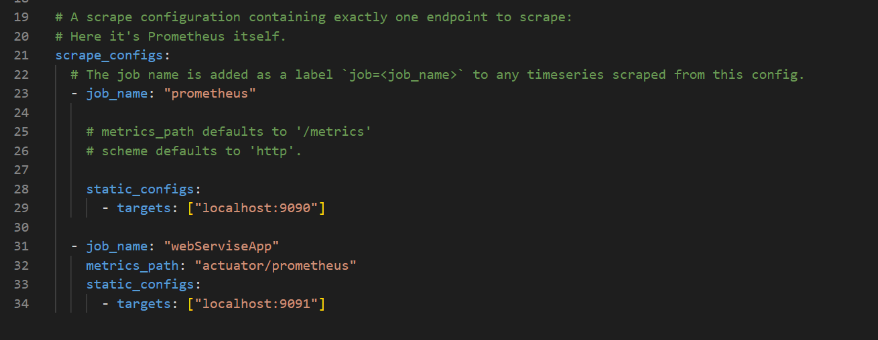 19 # A scrape configuration containing exactly one endpoint to scrape:
20 # Here it's Prometheus itself.
21 scrape_configs:
22 # The job name is added as a label `job=<job_name>` to any timeseries scraped from this config.
23 - job_name: "prometheus"
24
25 # metrics_path defaults to '/metrics'
26 # scheme defaults to 'http'.
27
28 static_configs:
29 - targets: ["localhost:9090"]
30
31 - job_name: "webServiseApp"
32 metrics_path: "actuator/prometheus"
33 static_configs:
34 - targets: ["localhost:9091"]